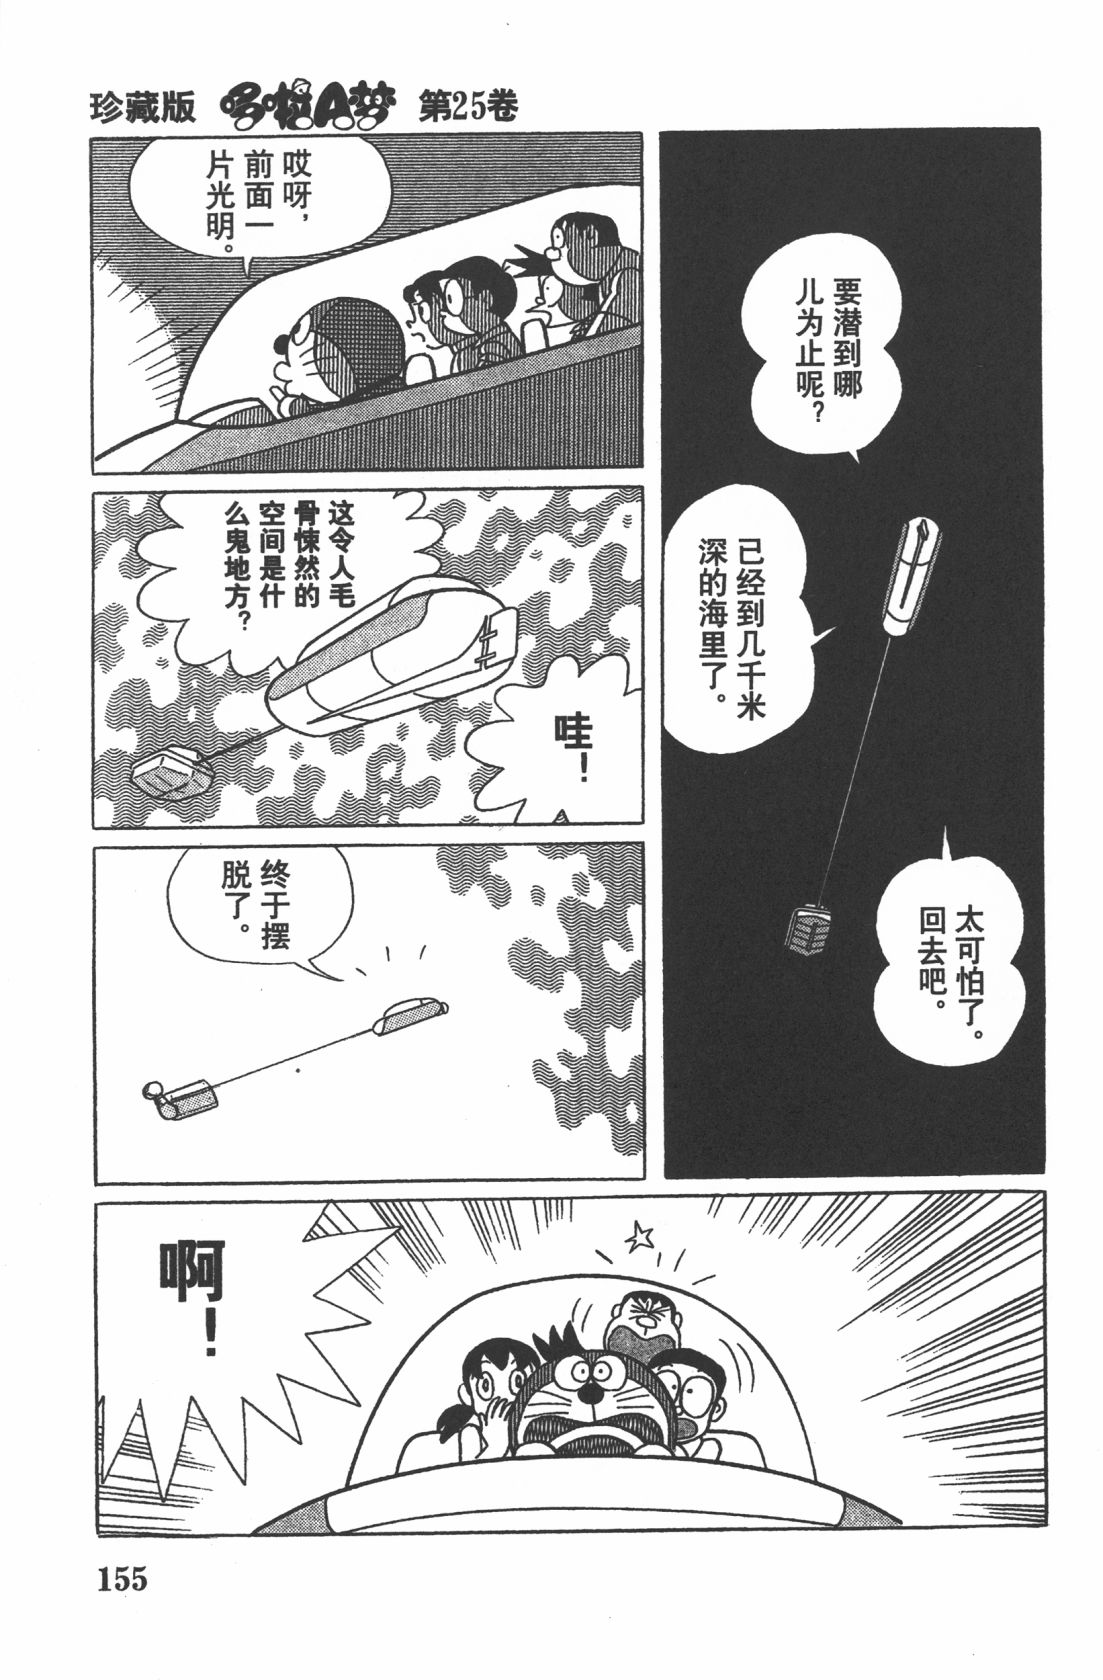 珍藏版 哆啦A梦 第25卷
要潜到哪
儿为止呢？
已经到几千米
深的海里了。
太可怕了。
回去吧。
哎呀，
前面一
片光明。
这令人毛
骨悚然的
空间是什
么鬼地方？
哇！
终于摆
脱了。
啊！
155